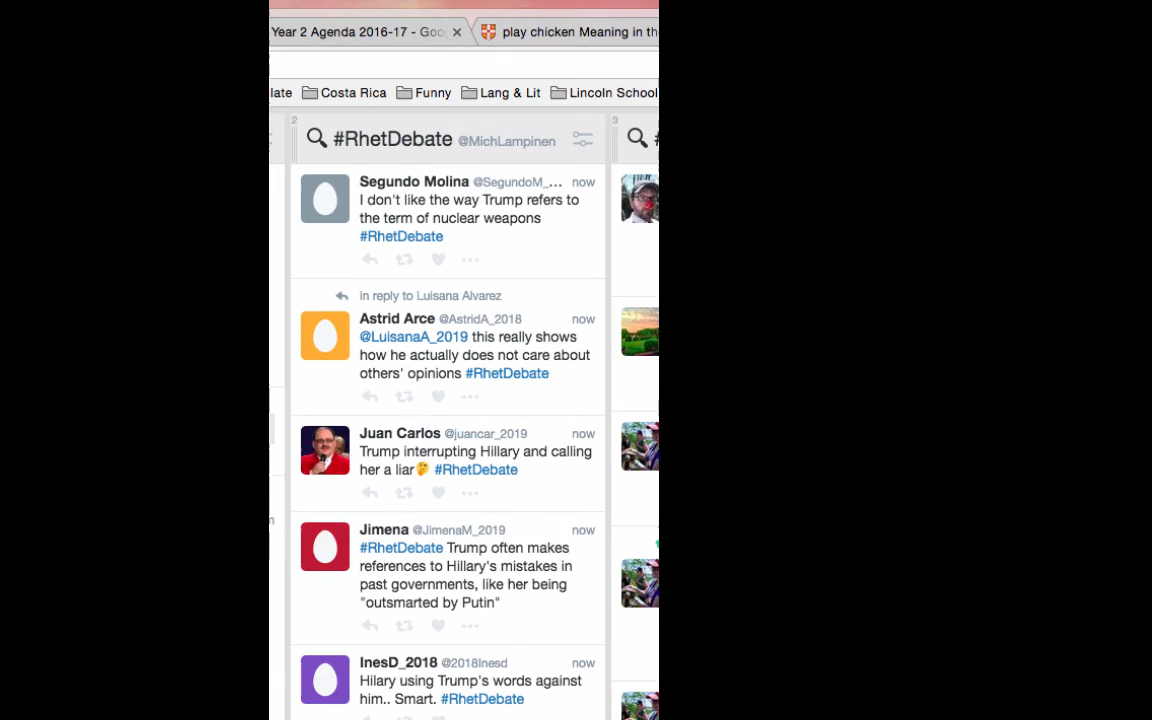 Year 2 Agenda 2016-17 - Goo
play chicken Meaning in th
late
Costa Rica
Funny
Lang & Lit
Lincoln School
2
#RhetDebate @MichLampinen
3
Segundo Molina @SegundoM_... now
I don't like the way Trump refers to
the term of nuclear weapons
#RhetDebate
in reply to Luisana Alvarez
Astrid Arce @AstridA_2018 now
@LuisanaA_2019 this really shows
how he actually does not care about
others' opinions #RhetDebate
Juan Carlos @juancar_2019 now
Trump interrupting Hillary and calling
her a liar🤔 #RhetDebate
Jimena @JimenaM_2019 now
#RhetDebate Trump often makes
references to Hillary's mistakes in
past governments, like her being
"outsmarted by Putin"
InesD_2018 @2018Inesd now
Hilary using Trump's words against
him.. Smart. #RhetDebate